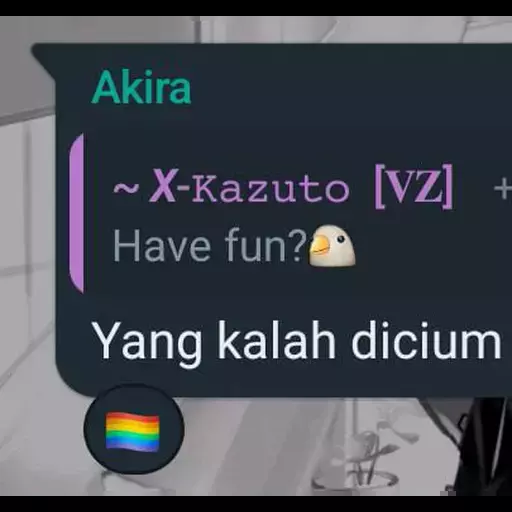 Akira
~ X-Kazuto [VZ] +
Have fun?
Yang kalah dicium